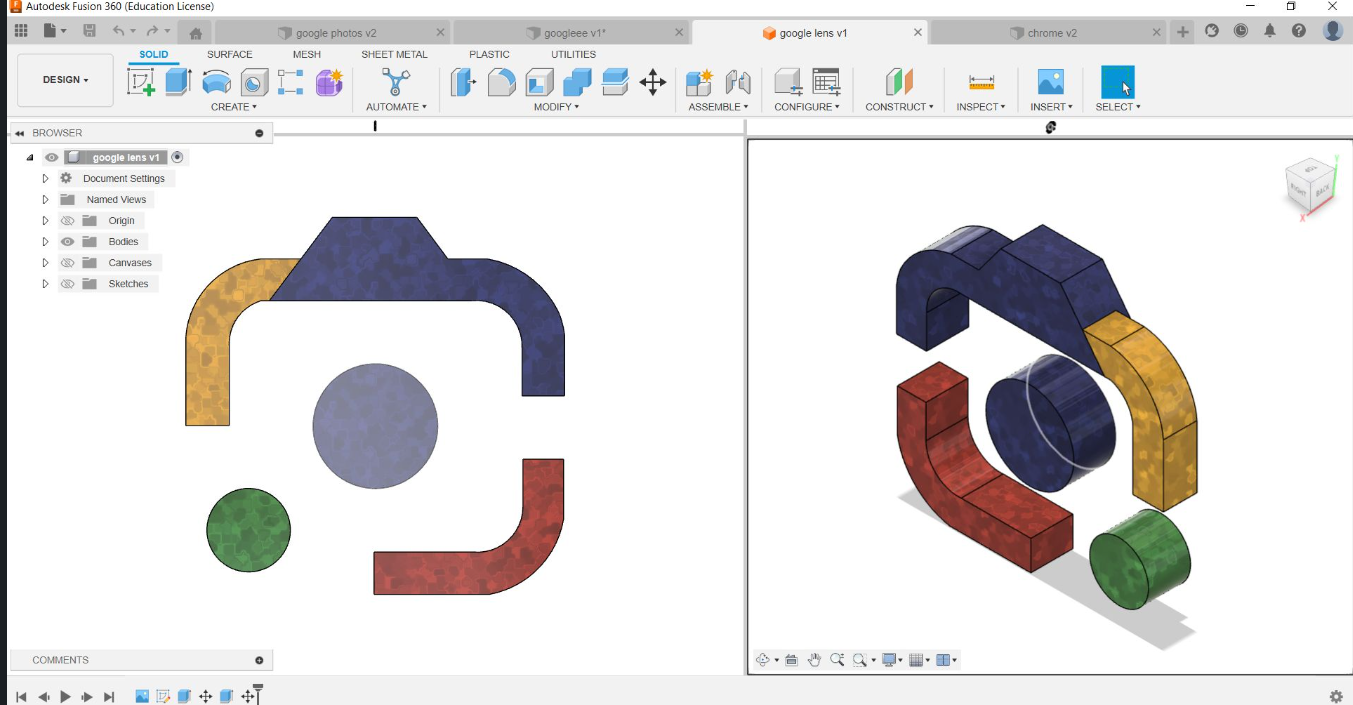 Autodesk Fusion 360 (Education License)
google photos v2
googleee v1*
google lens v1
chrome v2
SOLID SURFACE MESH SHEET METAL PLASTIC UTILITIES
DESIGN
CREATE AUTOMATE MODIFY ASSEMBLE CONFIGURE CONSTRUCT INSPECT INSERT SELECT
BROWSER
google lens v1
Document Settings
Named Views
Origin
Bodies
Canvases
Sketches
RIGHT BACK
Y
X
COMMENTS